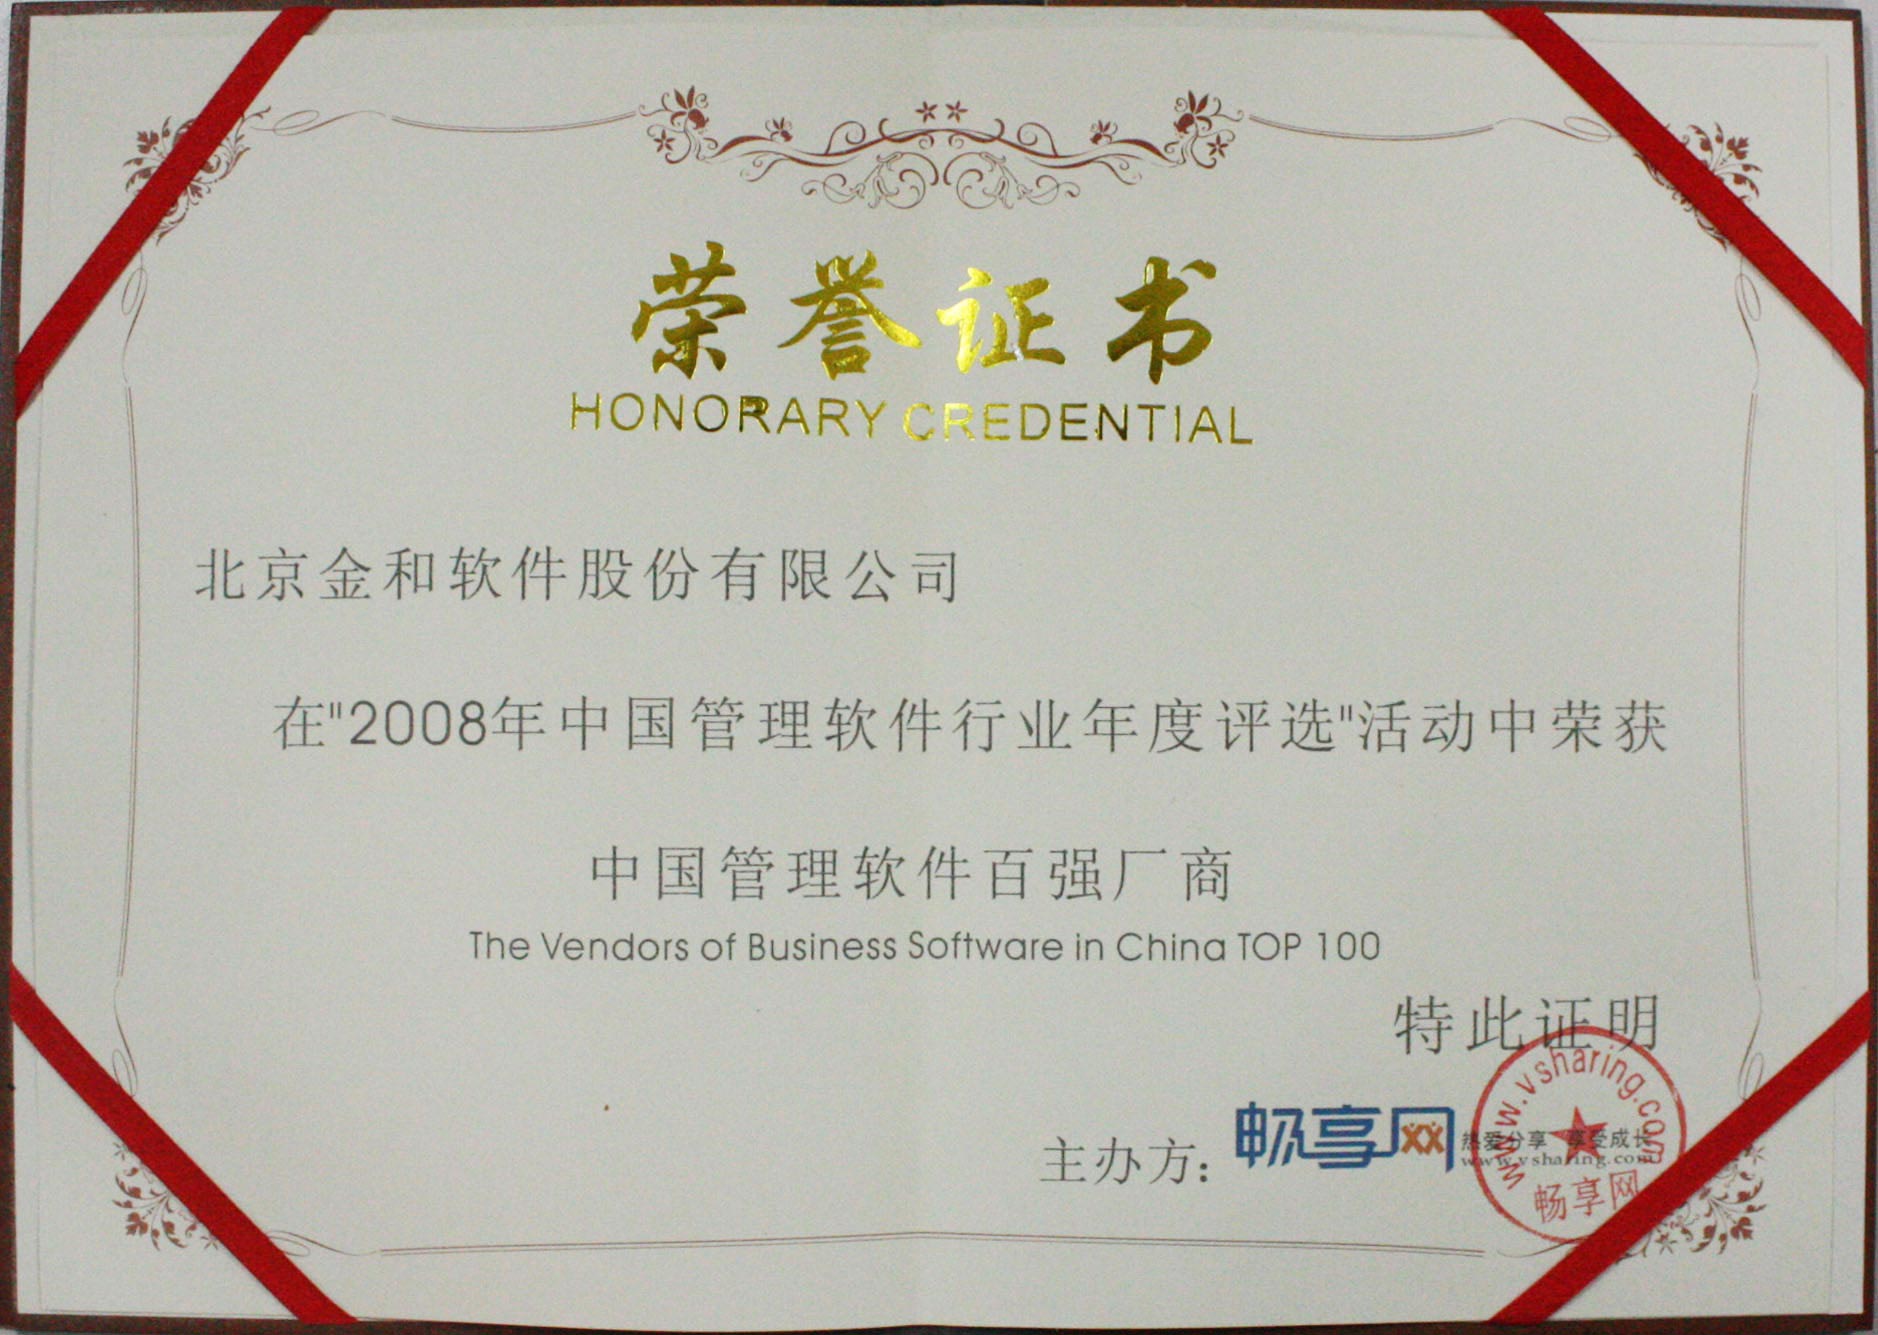 荣誉证书
HONORARY CREDENTIAL
北京金和软件股份有限公司
在"2008年中国管理软件行业年度评选"活动中荣获
中国管理软件百强厂商
The Vendors of Business Software in China TOP 100
特此证明
主办方：畅享网
热爱分享 享受成长
www.vsharing.com
www.vsharing.com
畅享网